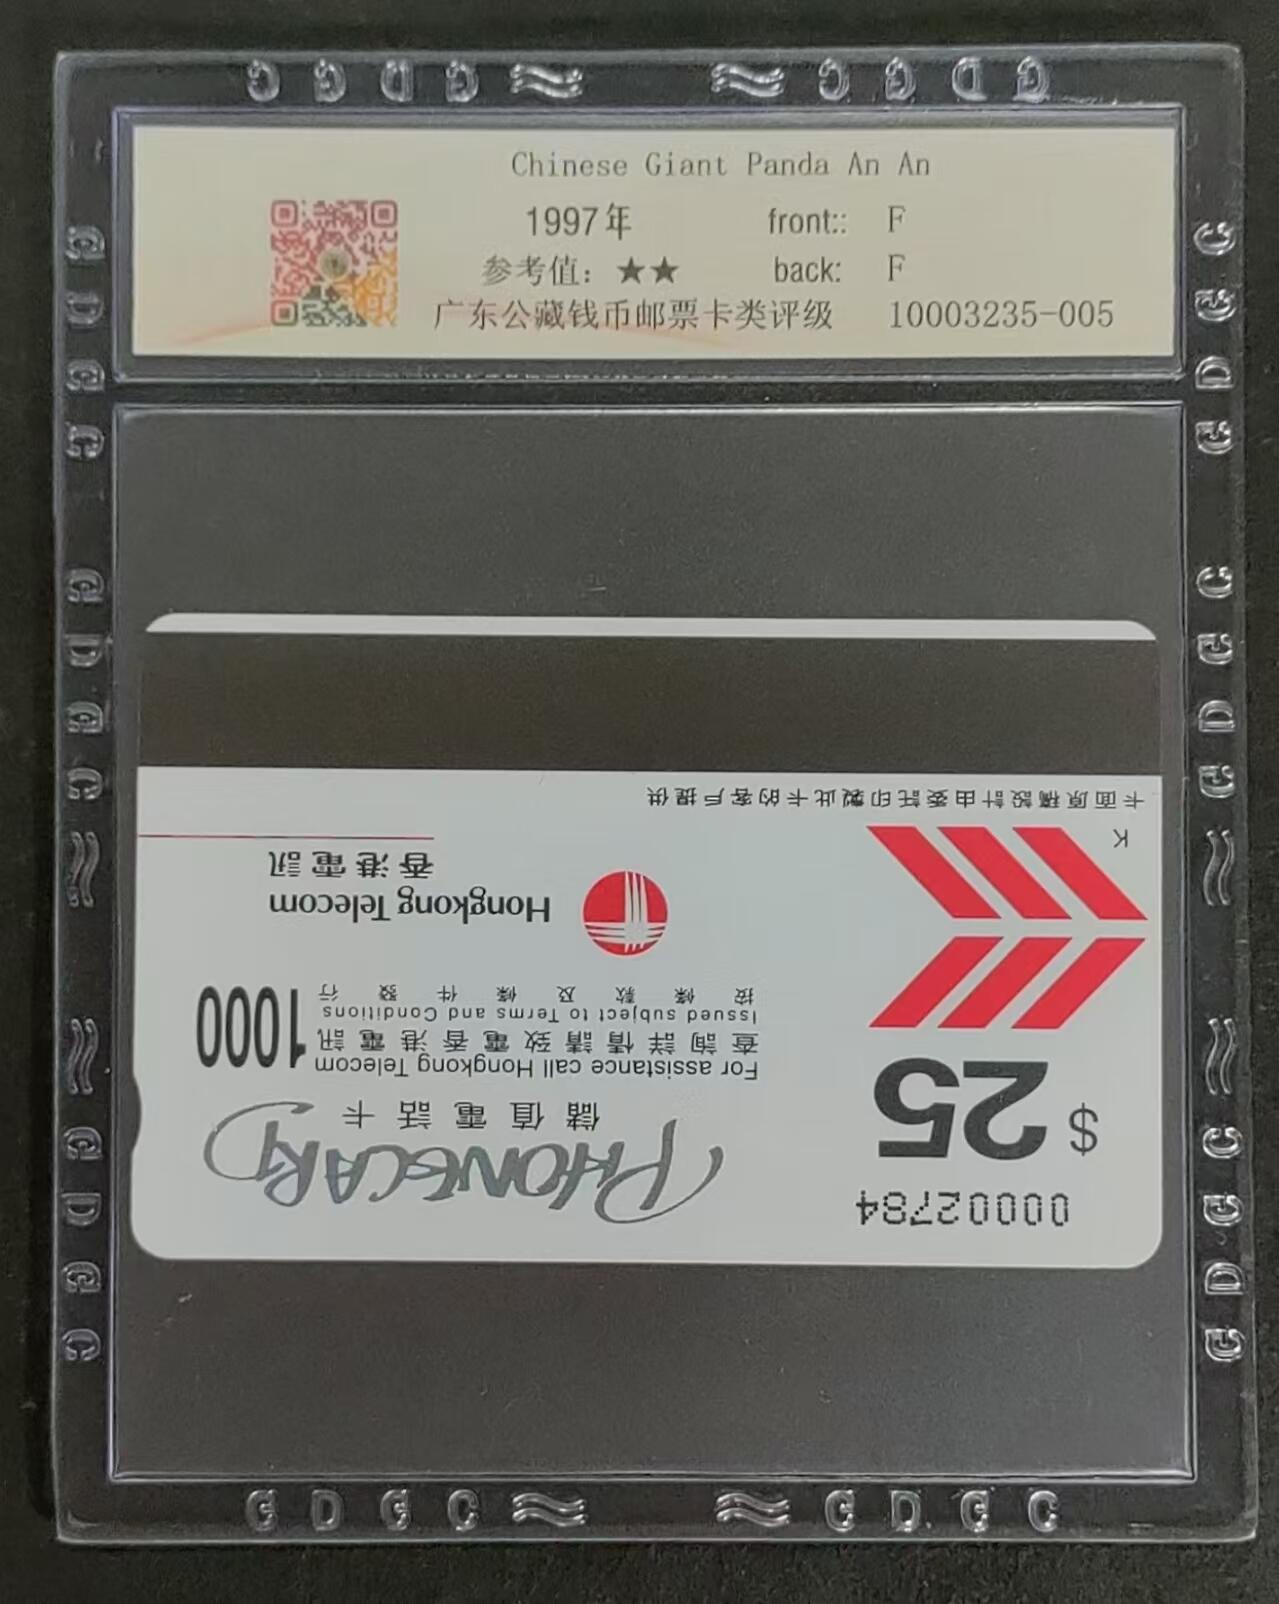 G D G C
C G D G
Chinese Giant Panda An An
1997年 front:: F
参考值：★★ back: F
广东公藏钱币邮票卡类评级 10003235-005
G D G C
C G D G
G D G C
C G D G
卡面原稿設計由委託印製此卡的客戶提供
K
香港電訊
Hongkong Telecom
1000
按條款及條件發行
Issued subject to Terms and Conditions
查詢詳情請致電香港電訊
For assistance call Hongkong Telecom
儲值電話卡
PHONECARD
$25
00002784
G D G C
C G D G
G D G C
G D G C